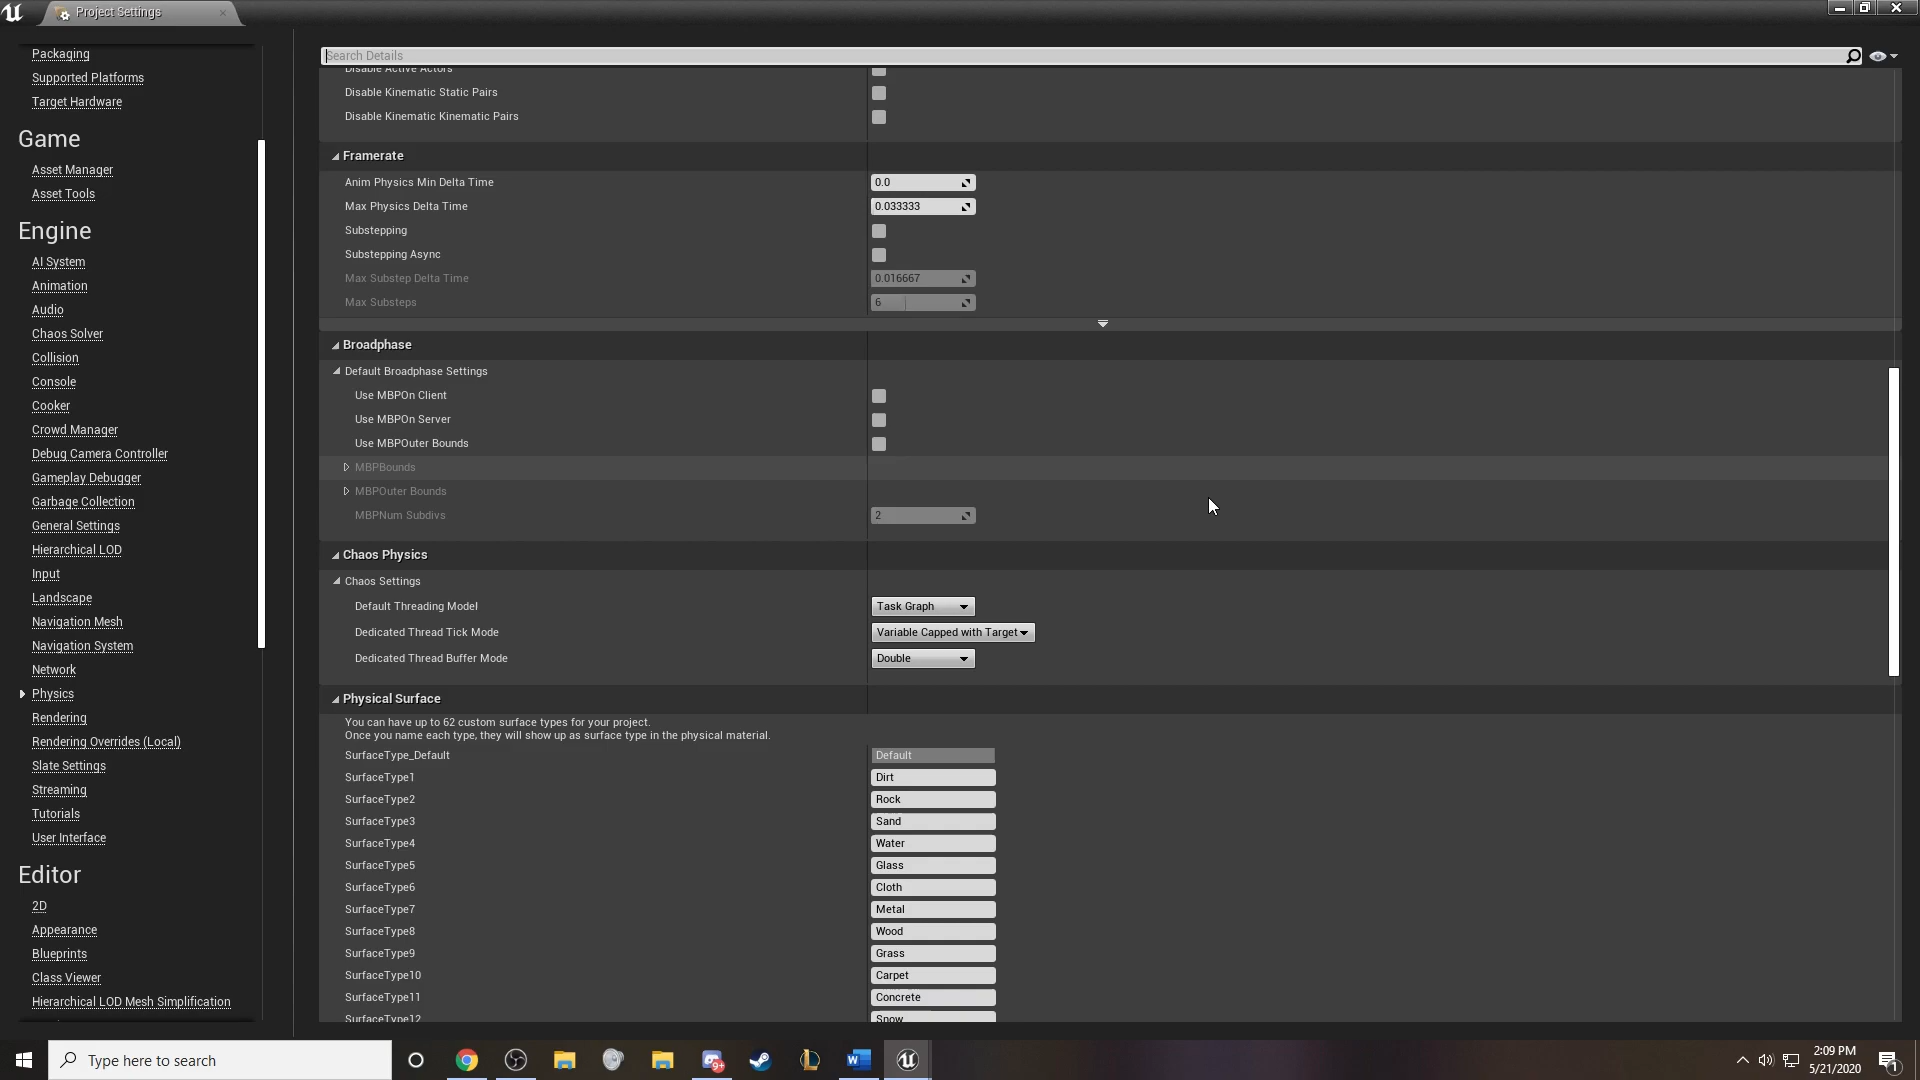 Project Settings
Packaging
Supported Platforms
Target Hardware
Game
Asset Manager
Asset Tools
Engine
AI System
Animation
Audio
Chaos Solver
Collision
Console
Cooker
Crowd Manager
Debug Camera Controller
Gameplay Debugger
Garbage Collection
General Settings
Hierarchical LOD
Input
Landscape
Navigation Mesh
Navigation System
Network
Physics
Rendering
Rendering Overrides (Local)
Slate Settings
Streaming
Tutorials
User Interface
Editor
2D
Appearance
Blueprints
Class Viewer
Hierarchical LOD Mesh Simplification
Search Details
Disable Active Actors
Disable Kinematic Static Pairs
Disable Kinematic Kinematic Pairs
Framerate
Anim Physics Min Delta Time 0.0
Max Physics Delta Time 0.033333
Substepping
Substepping Async
Max Substep Delta Time 0.016667
Max Substeps 6
Broadphase
Default Broadphase Settings
Use MBPOn Client
Use MBPOn Server
Use MBPOuter Bounds
MBPBounds
MBPOuter Bounds
MBPNum Subdivs 2
Chaos Physics
Chaos Settings
Default Threading Model Task Graph
Dedicated Thread Tick Mode Variable Capped with Target
Dedicated Thread Buffer Mode Double
Physical Surface
You can have up to 62 custom surface types for your project.
Once you name each type, they will show up as surface type in the physical material.
SurfaceType_Default Default
SurfaceType1 Dirt
SurfaceType2 Rock
SurfaceType3 Sand
SurfaceType4 Water
SurfaceType5 Glass
SurfaceType6 Cloth
SurfaceType7 Metal
SurfaceType8 Wood
SurfaceType9 Grass
SurfaceType10 Carpet
SurfaceType11 Concrete
SurfaceType12 Snow
Type here to search
9+
2:09 PM
5/21/2020
1